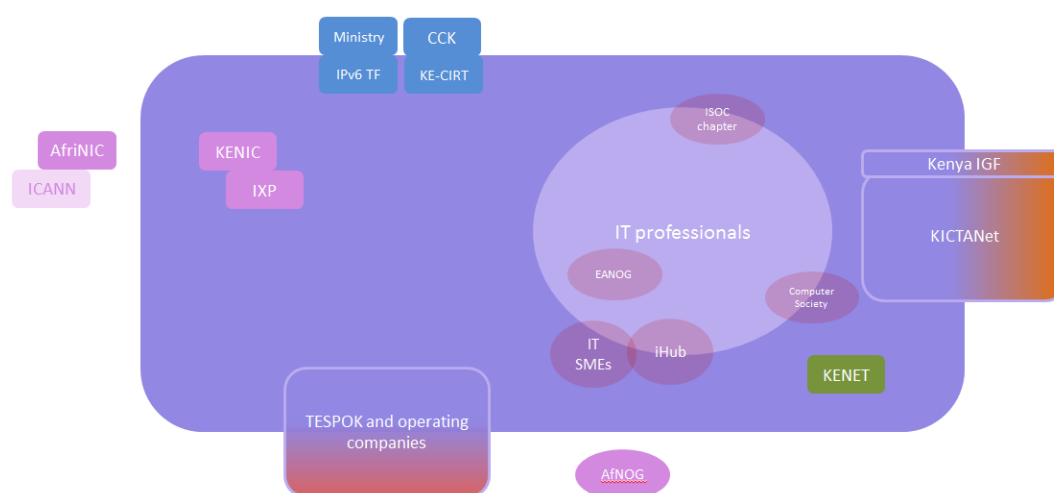 Ministry
CCK
IPv6 TF
KE-CIRT
ISOC
chapter
AfriNIC
KENIC
Kenya IGF
ICANN
IXP
IT professionals
KICTANet
EANOG
Computer
Society
IT
SMEs
iHub
KENET
TESPOK and operating
companies
AfNOG